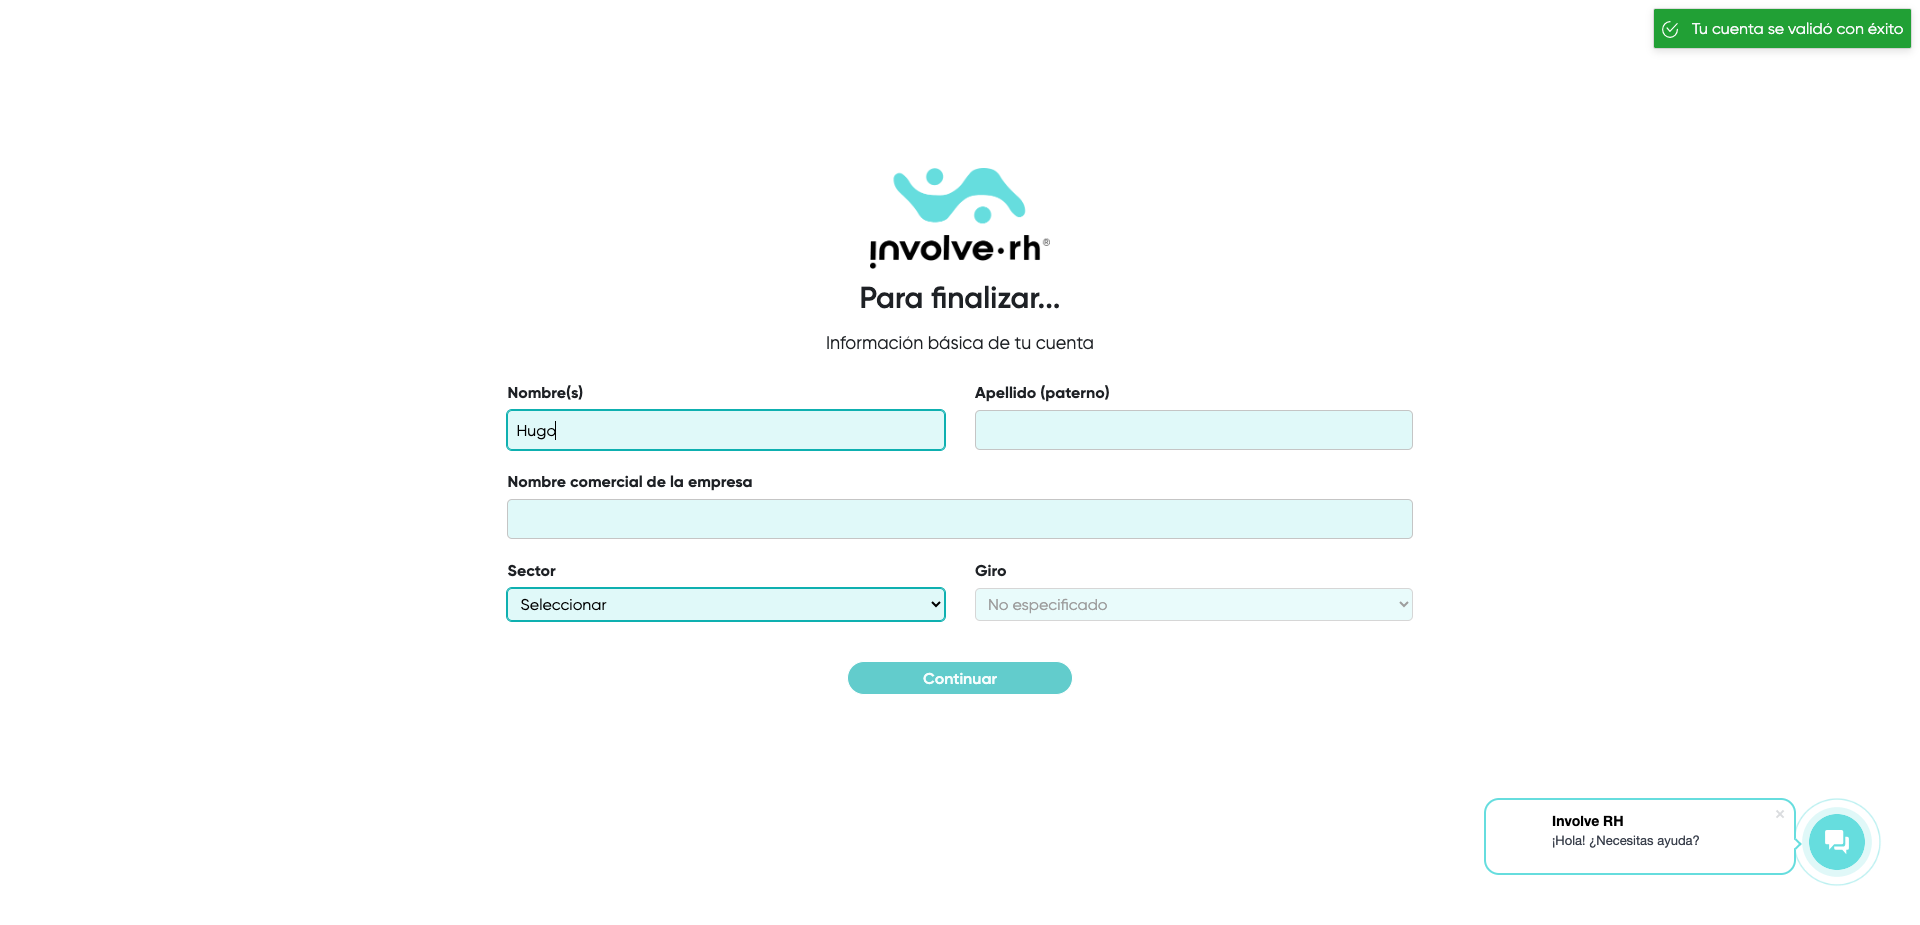 Tu cuenta se validó con éxito
involve·rh®
Para finalizar...
Información básica de tu cuenta
Nombre(s)
Apellido (paterno)
Hugo
Nombre comercial de la empresa
Sector
Giro
Seleccionar
No especificado
Continuar
Involve RH
¡Hola! ¿Necesitas ayuda?